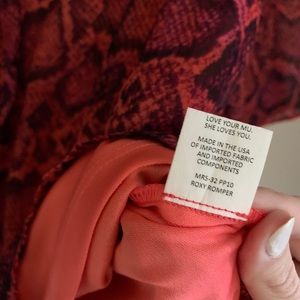 LOVE YOUR MU.
SHE LOVES YOU.
MADE IN THE USA
OF IMPORTED FABRIC
AND IMPORTED
COMPONENTS
MR5-32 PP10
ROXY ROMPER